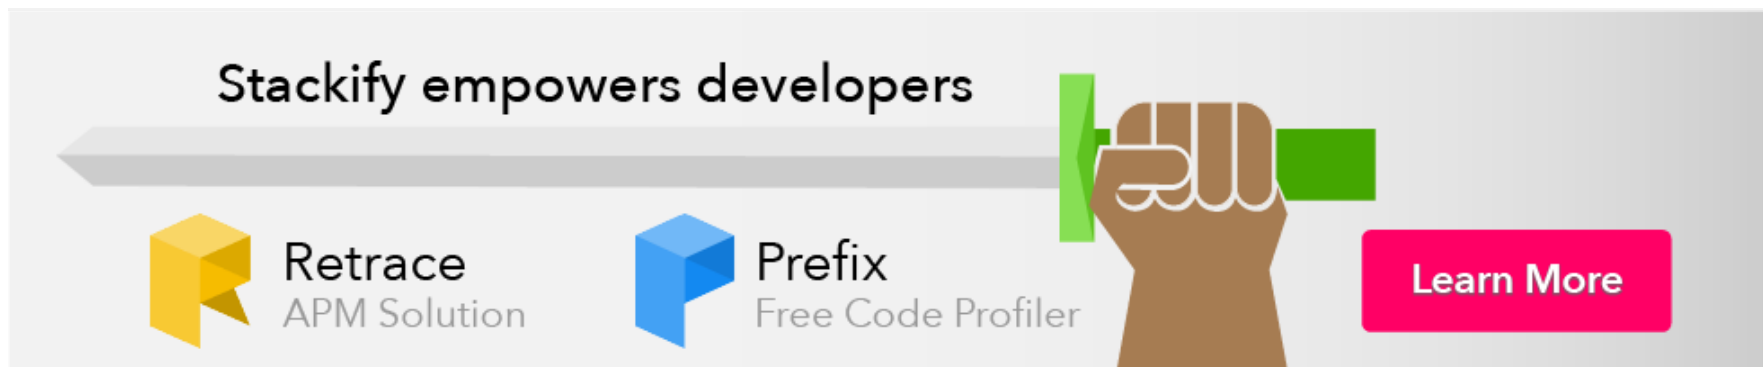 Stackify empowers developers
Retrace
APM Solution
Prefix
Free Code Profiler
Learn More